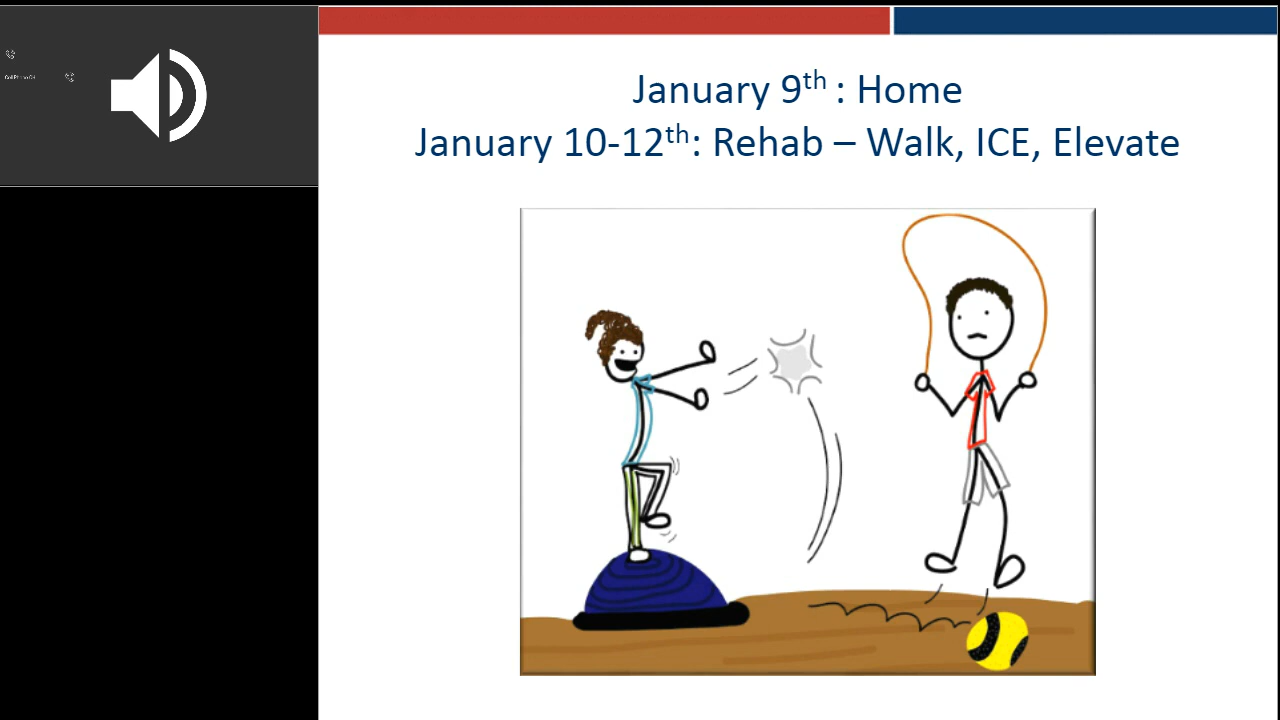 January 9th : Home
January 10-12th: Rehab – Walk, ICE, Elevate